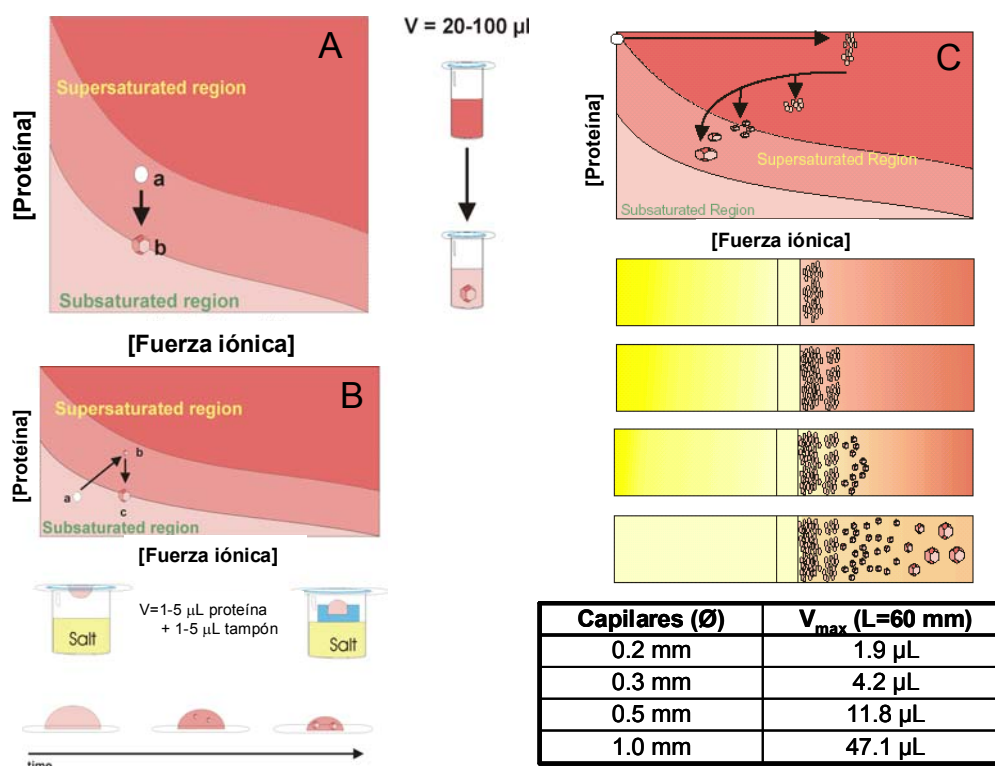 A
[Proteína]
Supersaturated region
a
b
Subsaturated region
[Fuerza iónica]
V = 20-100 µl
B
[Proteína]
Supersaturated region
b
a
c
Subsaturated region
[Fuerza iónica]
Salt
V=1-5 µL proteína
+ 1-5 µL tampón
Salt
time
C
[Proteína]
Supersaturated Region
Subsaturated Region
[Fuerza iónica]
Capilares (Ø) Vmax (L=60 mm)
0.2 mm 1.9 µL
0.3 mm 4.2 µL
0.5 mm 11.8 µL
1.0 mm 47.1 µL